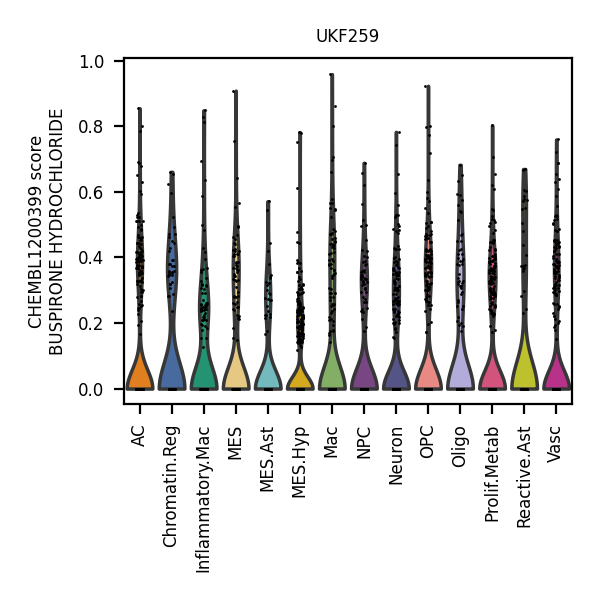 UKF259
CHEMBL1200399 score
BUSPIRONE HYDROCHLORIDE
1.0
0.8
0.6
0.4
0.2
0.0
AC
Chromatin.Reg
Inflammatory.Mac
MES
MES.Ast
MES.Hyp
Mac
NPC
Neuron
OPC
Oligo
Prolif.Metab
Reactive.Ast
Vasc